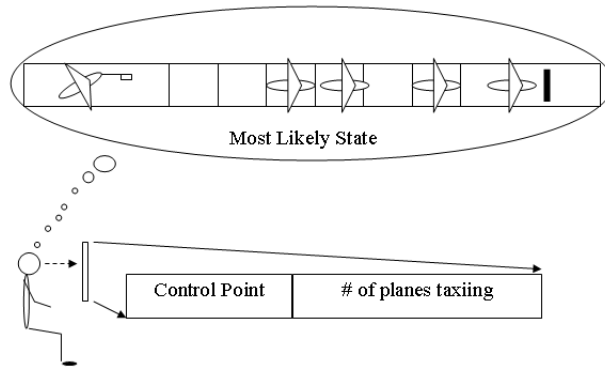 Most Likely State
Control Point
# of planes taxiing